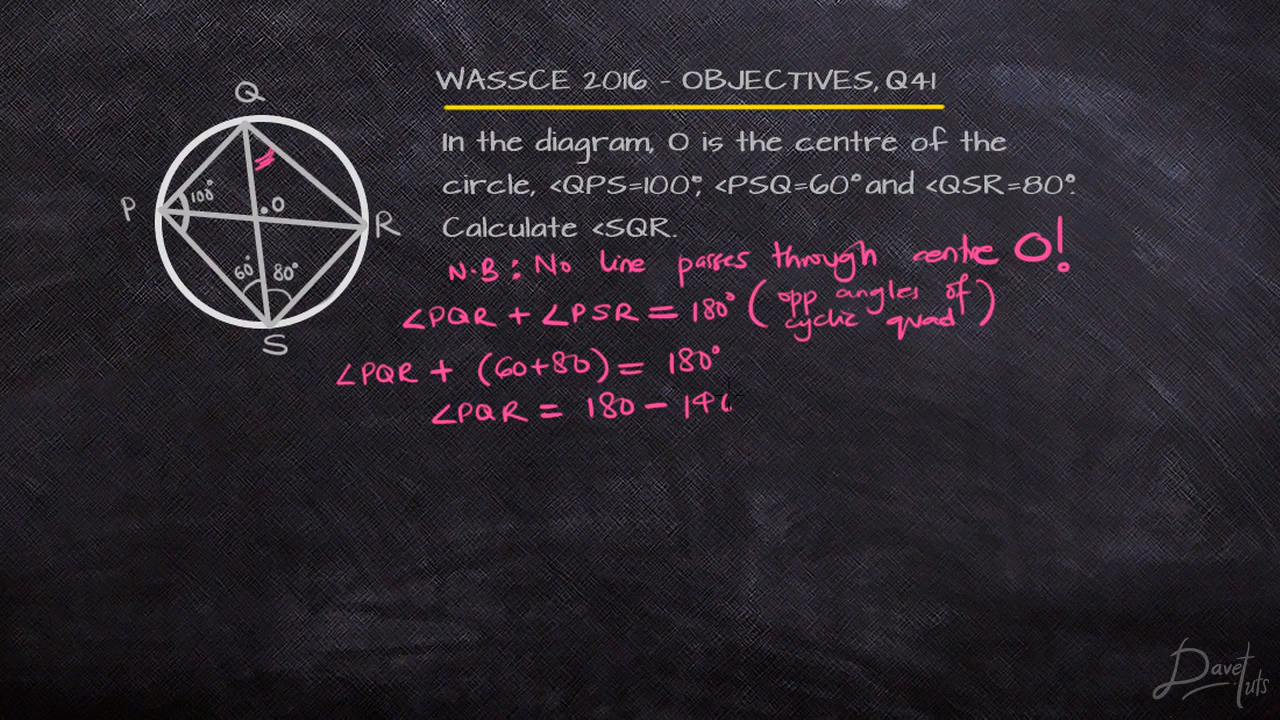 WASSCE 2016 - OBJECTIVES, Q41
In the diagram, O is the centre of the
circle, <QPS=100°, <PSQ=60° and <QSR=80°.
Calculate <SQR.
N.B: No line passes through centre O!
∠PQR + ∠PSR = 180° (opp angles of
cyclic quad)
∠PQR + (60+80) = 180°
∠PQR = 180 - 14
Q
P
100°
O
R
60°
80°
S
Davet
tuts